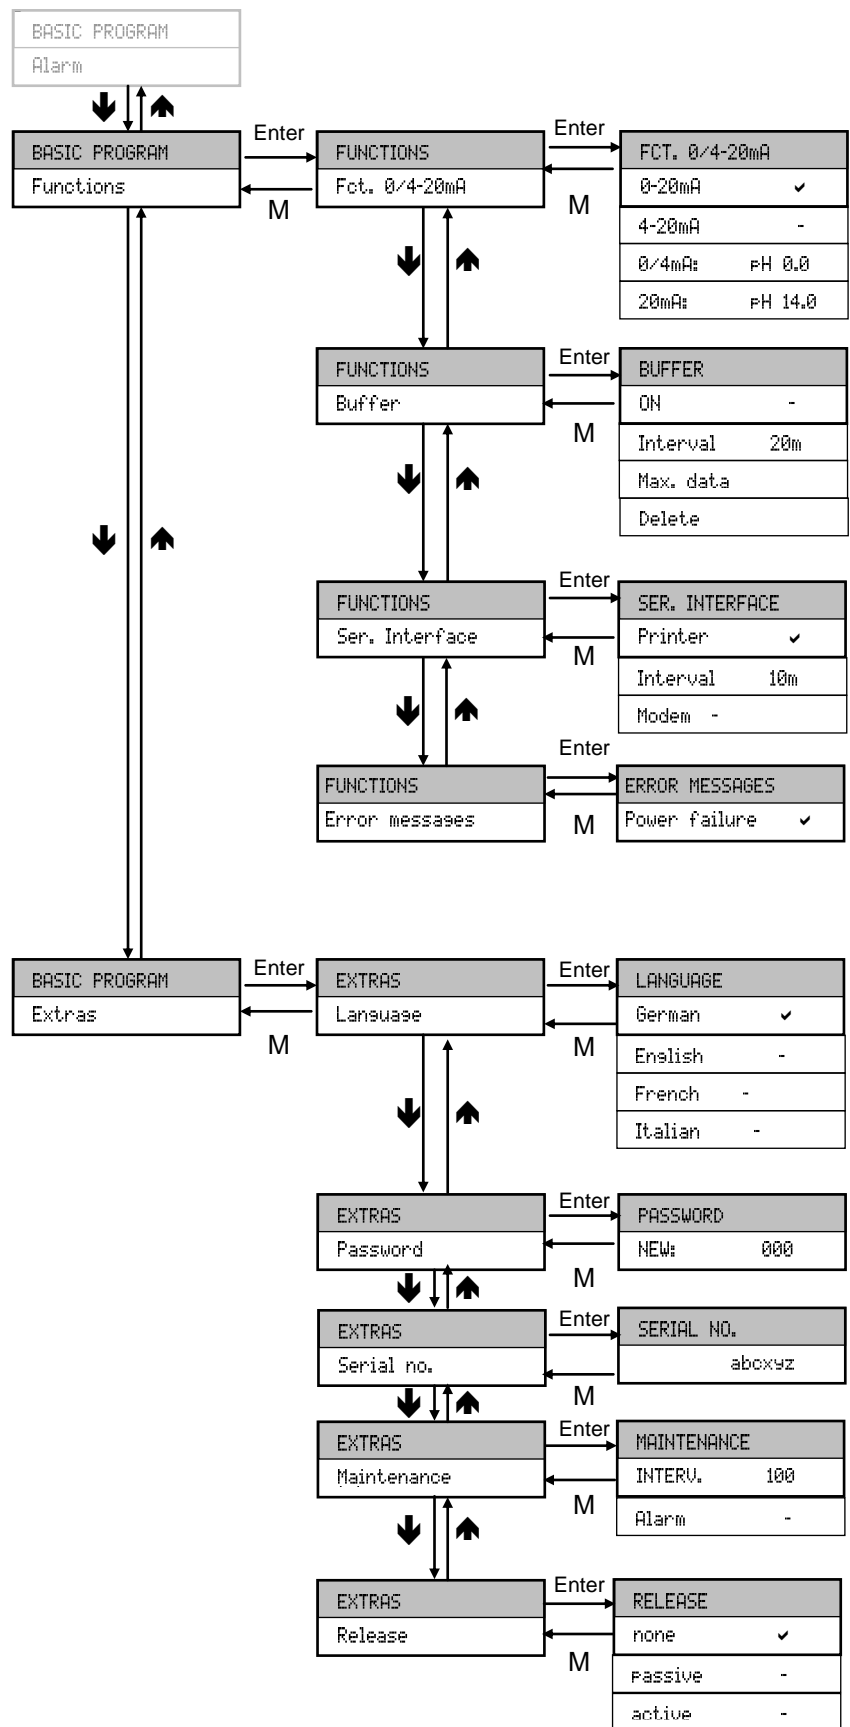 BASIC PROGRAM
Alarm
BASIC PROGRAM
Functions
Enter
M
FUNCTIONS
Fct. 0/4-20mA
Enter
M
FCT. 0/4-20mA
0-20mA ✔
4-20mA -
0/4mA: pH 0.0
20mA: pH 14.0
FUNCTIONS
Buffer
Enter
M
BUFFER
ON -
Interval 20m
Max. data
Delete
FUNCTIONS
Ser. Interface
Enter
M
SER. INTERFACE
Printer ✔
Interval 10m
Modem -
FUNCTIONS
Error messages
Enter
M
ERROR MESSAGES
Power failure ✔
BASIC PROGRAM
Extras
Enter
M
EXTRAS
Language
Enter
M
LANGUAGE
German ✔
English -
French -
Italian -
EXTRAS
Password
Enter
M
PASSWORD
NEW: 000
EXTRAS
Serial no.
Enter
M
SERIAL NO.
abcxyz
EXTRAS
Maintenance
Enter
M
MAINTENANCE
INTERV. 100
Alarm -
EXTRAS
Release
Enter
M
RELEASE
none ✔
passive -
active -